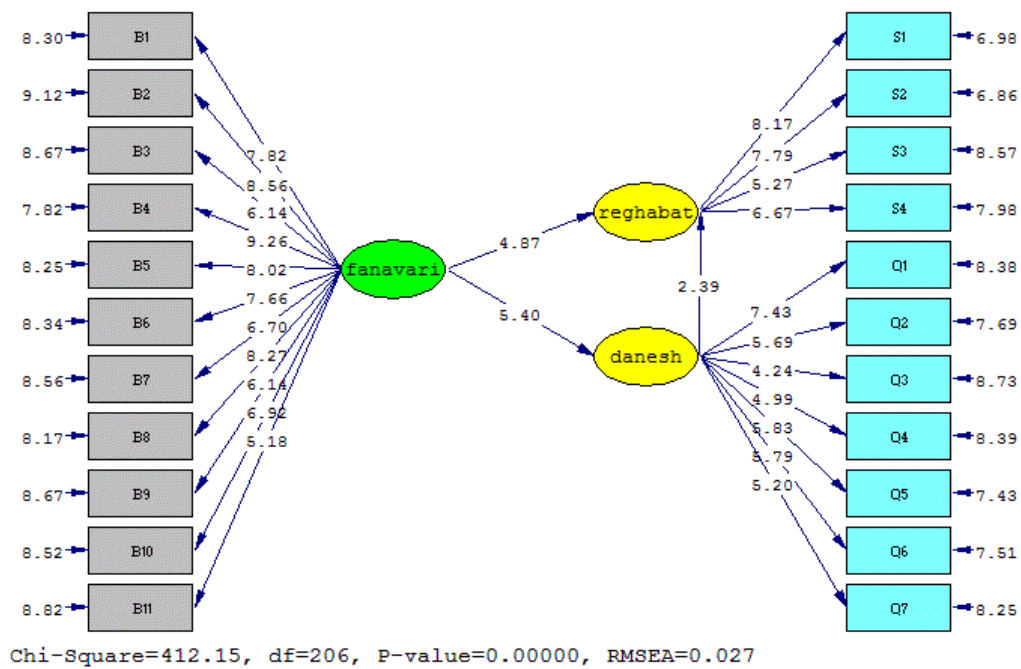 8.30 B1
9.12 B2
8.67 B3
7.82 B4
8.25 B5
8.34 B6
8.56 B7
8.17 B8
8.67 B9
8.52 B10
8.82 B11
7.82
8.56
6.14
9.26
8.02
7.66
6.70
8.27
6.14
6.92
5.18
fanavari
4.87
5.40
reghabat
2.39
danesh
8.17
7.79
5.27
6.67
7.43
5.69
4.24
4.99
5.83
5.79
5.20
S1 6.98
S2 6.86
S3 8.57
S4 7.98
Q1 8.38
Q2 7.69
Q3 8.73
Q4 8.39
Q5 7.43
Q6 7.51
Q7 8.25
Chi-Square=412.15, df=206, P-value=0.00000, RMSEA=0.027